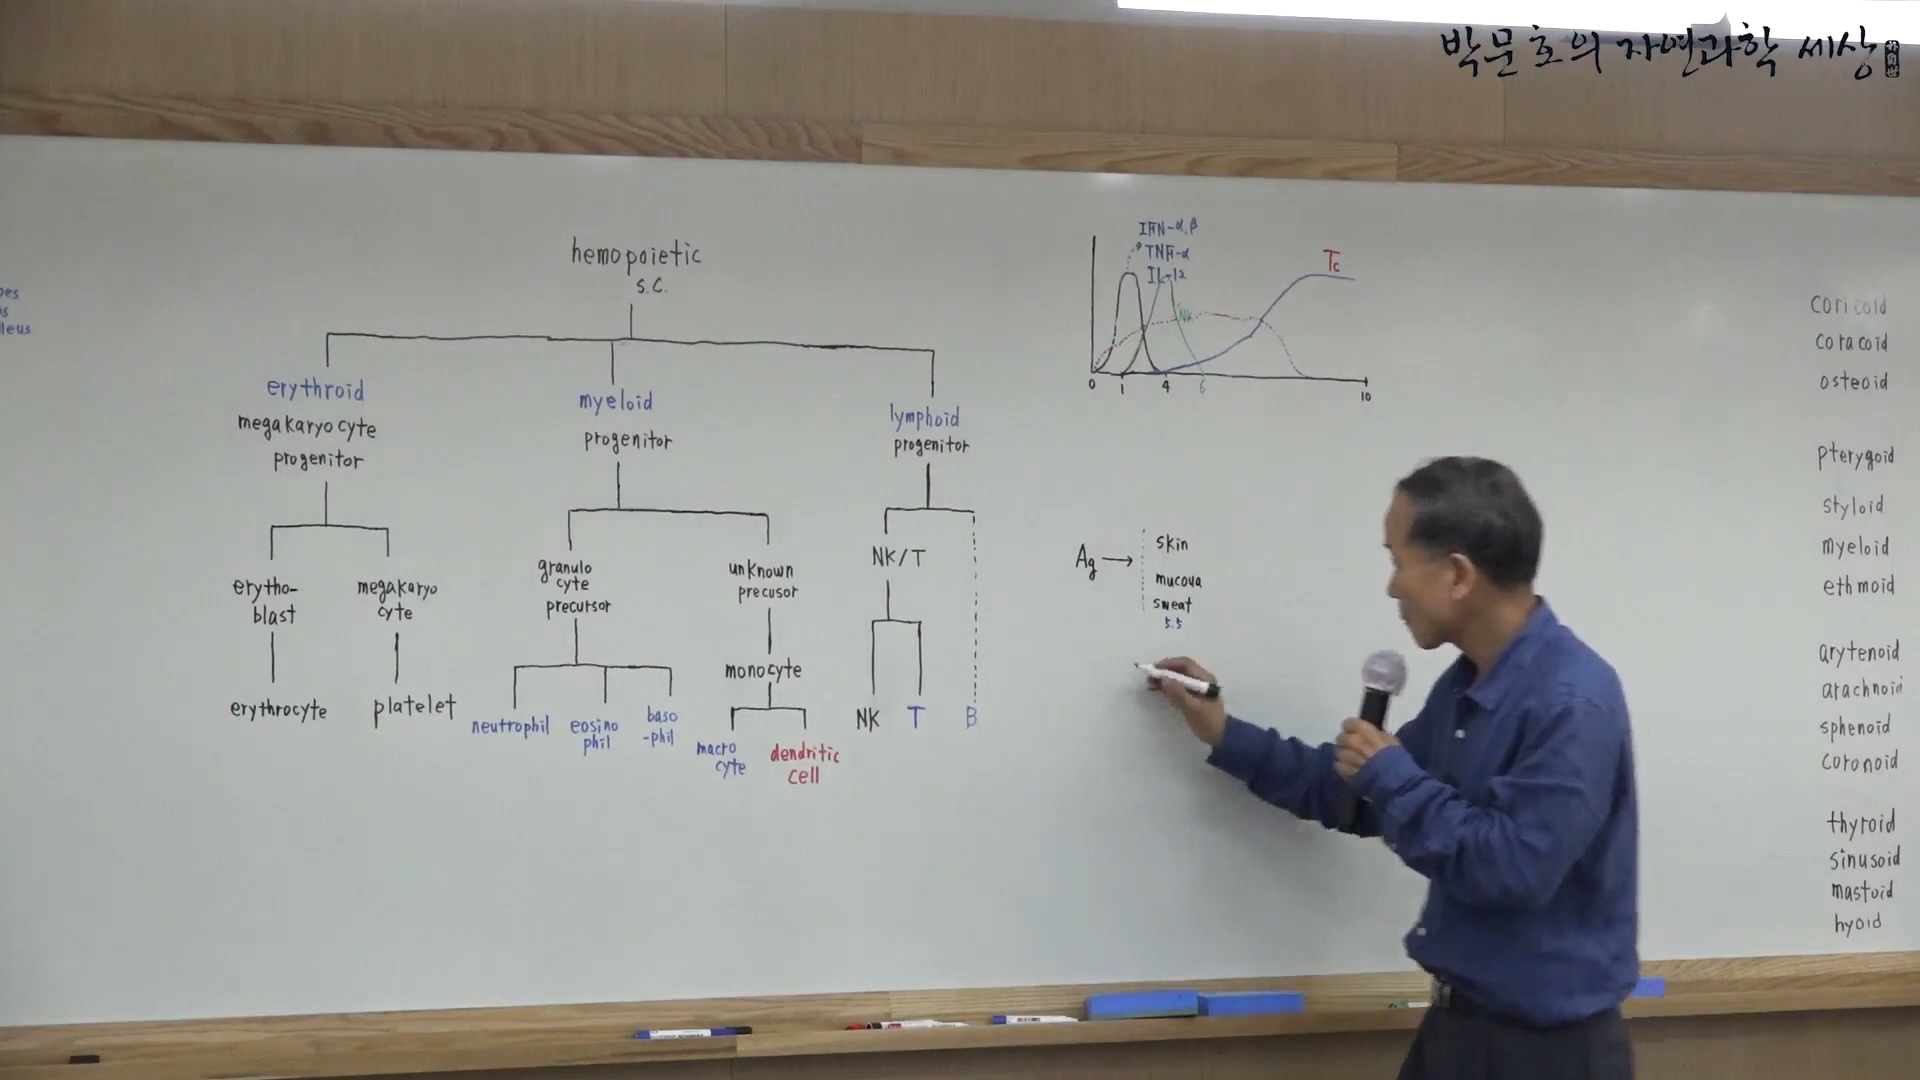 박문호의 자연과학 세상
hemopoietic
s.c.
erythroid
megakaryocyte
progenitor
myeloid
progenitor
lymphoid
progenitor
erytho-
blast
megakaryo
cyte
granulo
cyte
precursor
unknown
precusor
NK/T
erythrocyte
platelet
neutrophil
eosino
phil
baso
-phil
monocyte
macro
cyte
dendritic
cell
NK
T
B
IFN-α,β
TNF-α
IL-12
NK
Tc
0
1
4
6
10
Ag →
skin
mucoua
sweat
5.5
coricoid
coracoid
osteoid
pterygoid
styloid
myeloid
ethmoid
arytenoid
arachnoid
sphenoid
coronoid
thyroid
sinusoid
mastoid
hyoid